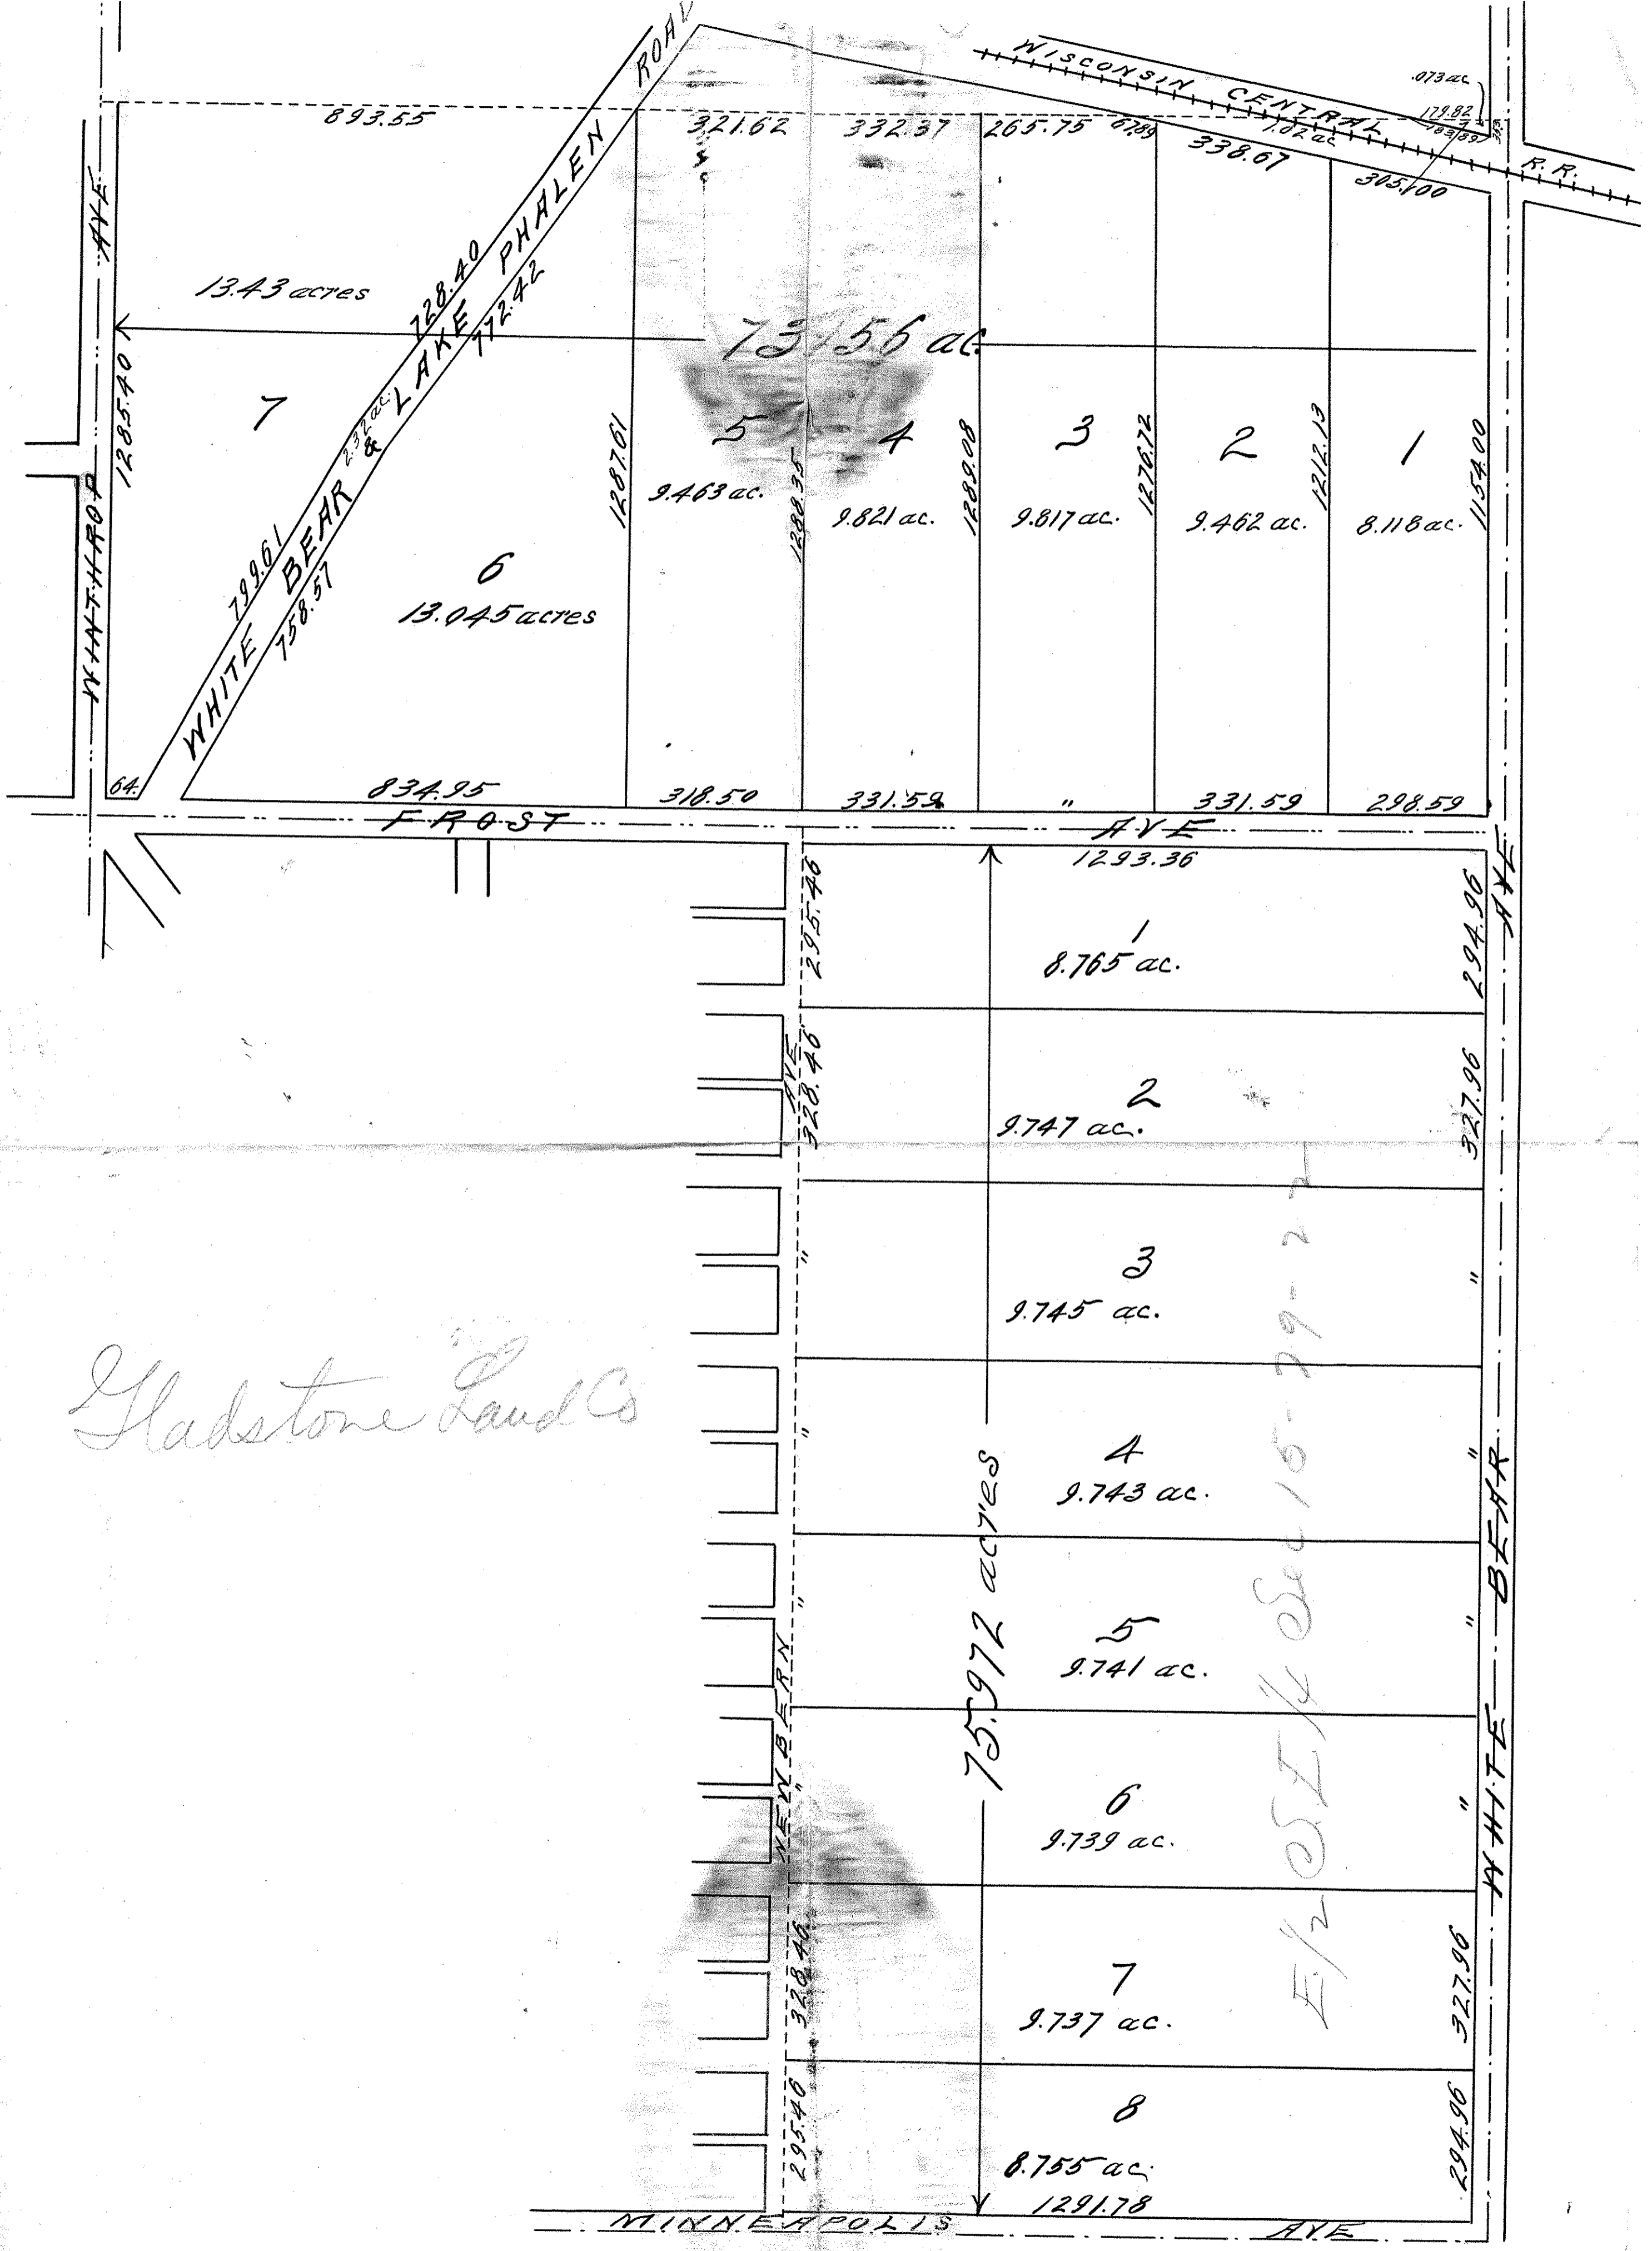 WISCONSIN CENTRAL R.R.
.073 ac
179.82
893.55
321.62
332.37
265.75
67.89
1.02 ac
338.67
305.100
WHITE BEAR & LAKE PHALEN ROAD
WINTHROP AVE
13.43 acres
728.40
772.42
73.156 ac.
1285.40
7
2.32 ac.
1287.61
5
9.463 ac.
1288.35
4
9.821 ac.
1289.08
3
9.817 ac.
1276.72
2
9.462 ac.
1212.13
1
8.118 ac.
1154.00
799.61
758.57
6
13.045 acres
64.
834.95
318.50
331.59
"
331.59
298.59
FROST AVE
1293.36
295.46
1
8.765 ac.
294.96
NEWBERN AVE
328.46
2
9.747 ac.
327.96
"
3
9.745 ac.
"
Gladstone Land Co
"
4
9.743 ac.
"
75.972 acres
E 1/2 S.E 1/4 Sec 15-29-22
"
5
9.741 ac.
"
WHITE BEAR AVE
"
6
9.739 ac.
"
328.46
7
9.737 ac.
327.96
295.46
8
8.755 ac.
294.96
1291.78
MINNEAPOLIS AVE